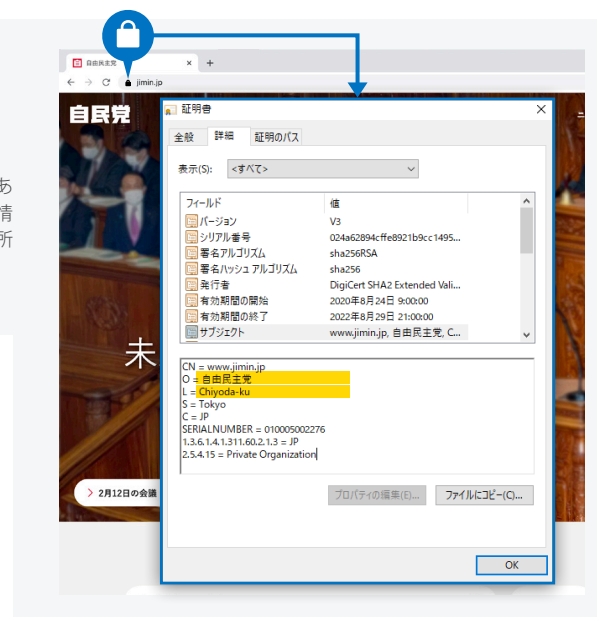 自由民主党
jimin.jp
自民党
証明書
全般 詳細 証明のパス
あ
情
所
表示(S): <すべて>
フィールド 値
バージョン V3
シリアル番号 024a62894cffe8921b9cc1495...
署名アルゴリズム sha256RSA
署名ハッシュ アルゴリズム sha256
発行者 DigiCert SHA2 Extended Vali...
有効期間の開始 2020年8月24日 9:00:00
有効期間の終了 2022年8月29日 21:00:00
サブジェクト www.jimin.jp, 自由民主党, C...
未
CN = www.jimin.jp
O = 自由民主党
L = Chiyoda-ku
S = Tokyo
C = JP
SERIALNUMBER = 010005002276
1.3.6.1.4.1.311.60.2.1.3 = JP
2.5.4.15 = Private Organization
2月12日の会議
プロパティの編集(E)... ファイルにコピー(C)...
OK